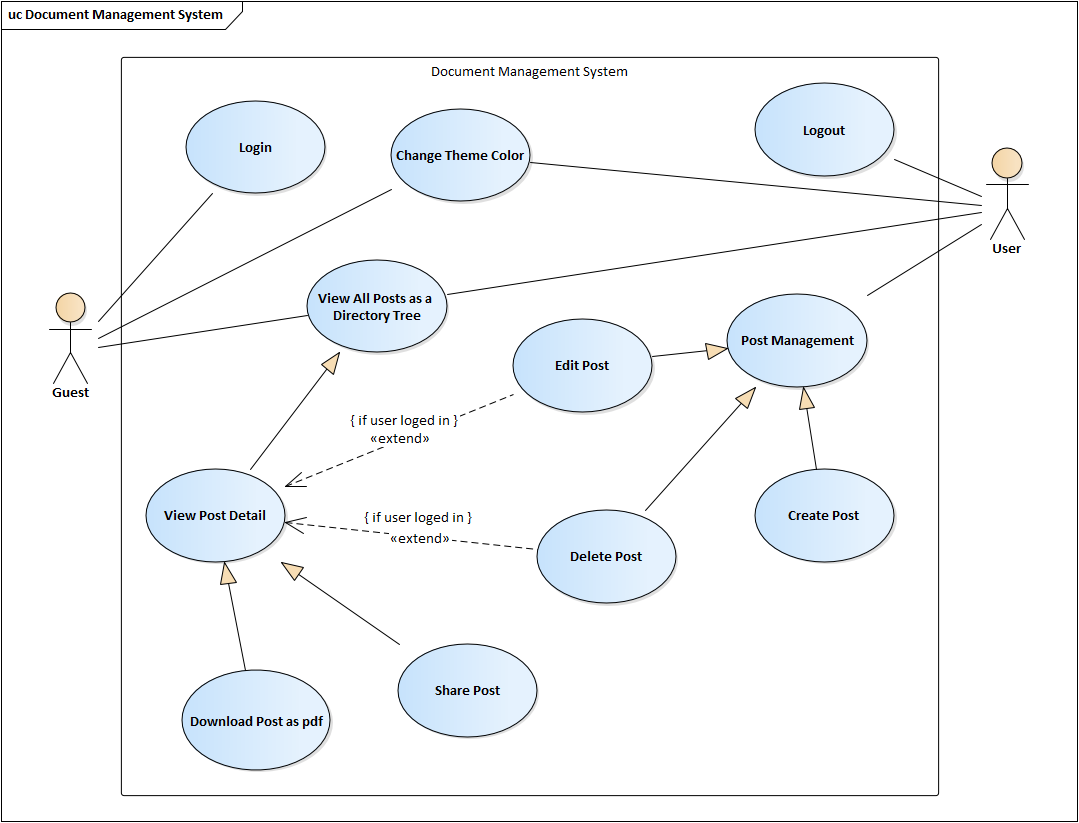 uc Document Management System
Document Management System
Login
Change Theme Color
Logout
User
View All Posts as a
Directory Tree
Guest
Post Management
Edit Post
{ if user loged in }
«extend»
View Post Detail
{ if user loged in }
«extend»
Create Post
Delete Post
Share Post
Download Post as pdf